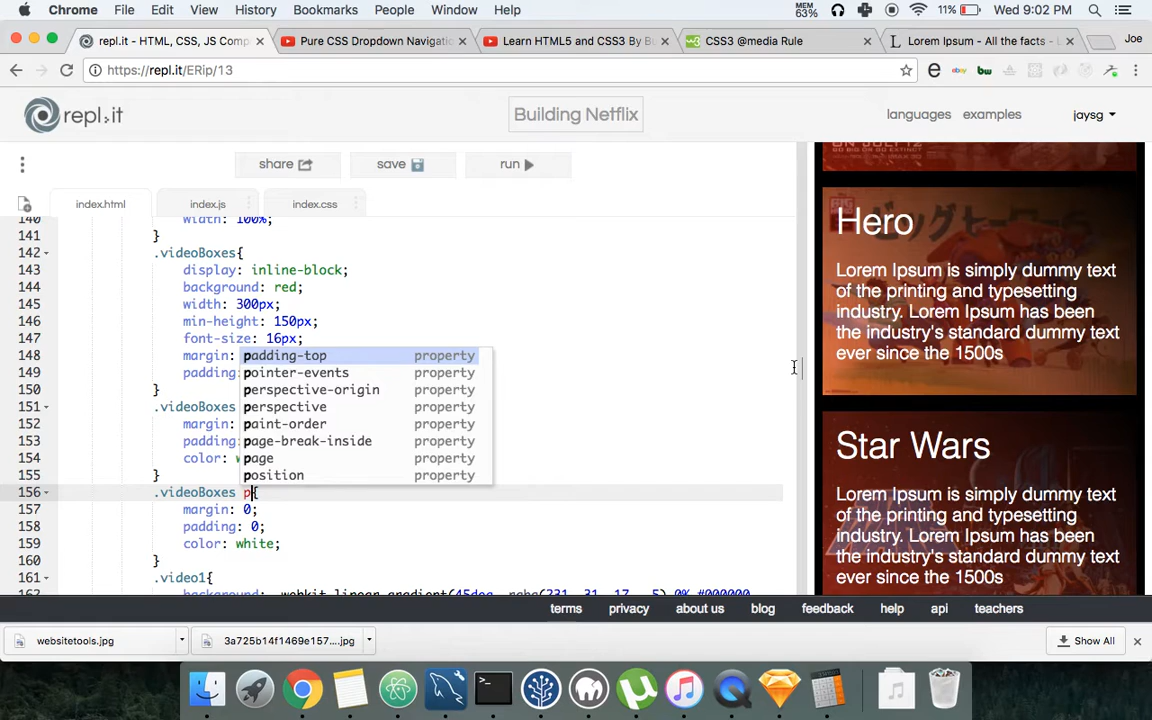 Chrome File Edit View History Bookmarks People Window Help MEM 63% 11% Wed 9:02 PM
repl.it - HTML, CSS, JS Comp Pure CSS Dropdown Navigatio Learn HTML5 and CSS3 By Bu CSS3 @media Rule Lorem Ipsum - All the facts - L Joe
https://repl.it/ERip/13
repl.it Building Netflix languages examples jaysg
share save run
index.html index.js index.css
140 width: 100%;
141 }
142 .videoBoxes{
143 display: inline-block;
144 background: red;
145 width: 300px;
146 min-height: 150px;
147 font-size: 16px;
148 margin:
149 padding:
150 }
151 .videoBoxes
152 margin:
153 padding:
154 color: w
155 }
156 .videoBoxes p{
157 margin: 0;
158 padding: 0;
159 color: white;
160 }
161 .video1{
padding-top property
pointer-events property
perspective-origin property
perspective property
paint-order property
page-break-inside property
page property
position property
Hero
Lorem Ipsum is simply dummy text
of the printing and typesetting
industry. Lorem Ipsum has been
the industry's standard dummy text
ever since the 1500s
Star Wars
Lorem Ipsum is simply dummy text
of the printing and typesetting
industry. Lorem Ipsum has been
the industry's standard dummy text
ever since the 1500s
terms privacy about us blog feedback help api teachers
websitetools.jpg 3a725b14f1469e157....jpg Show All